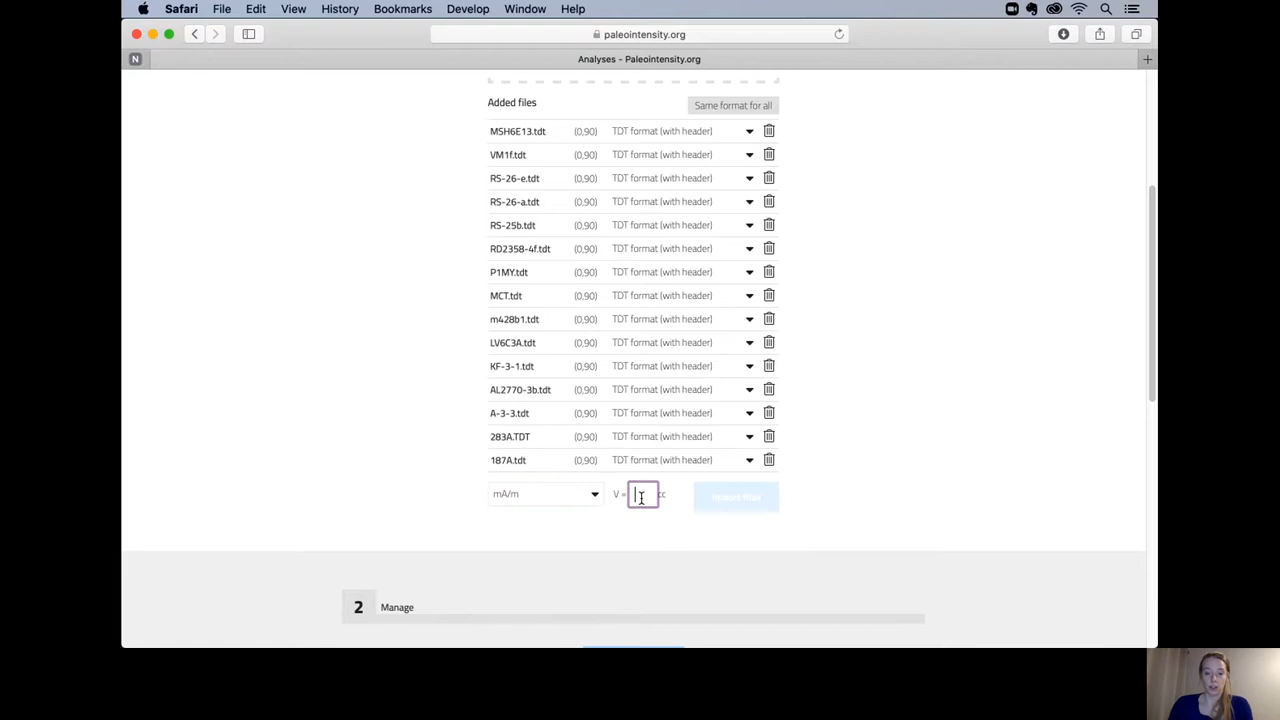 Safari File Edit View History Bookmarks Develop Window Help
paleointensity.org
N Analyses - Paleointensity.org
Added files Same format for all
MSH6E13.tdt (0,90) TDT format (with header)
VM1f.tdt (0,90) TDT format (with header)
RS-26-e.tdt (0,90) TDT format (with header)
RS-26-a.tdt (0,90) TDT format (with header)
RS-25b.tdt (0,90) TDT format (with header)
RD2358-4f.tdt (0,90) TDT format (with header)
P1MY.tdt (0,90) TDT format (with header)
MCT.tdt (0,90) TDT format (with header)
m428b1.tdt (0,90) TDT format (with header)
LV6C3A.tdt (0,90) TDT format (with header)
KF-3-1.tdt (0,90) TDT format (with header)
AL2770-3b.tdt (0,90) TDT format (with header)
A-3-3.tdt (0,90) TDT format (with header)
283A.TDT (0,90) TDT format (with header)
187A.tdt (0,90) TDT format (with header)
mA/m V = cc
2 Manage